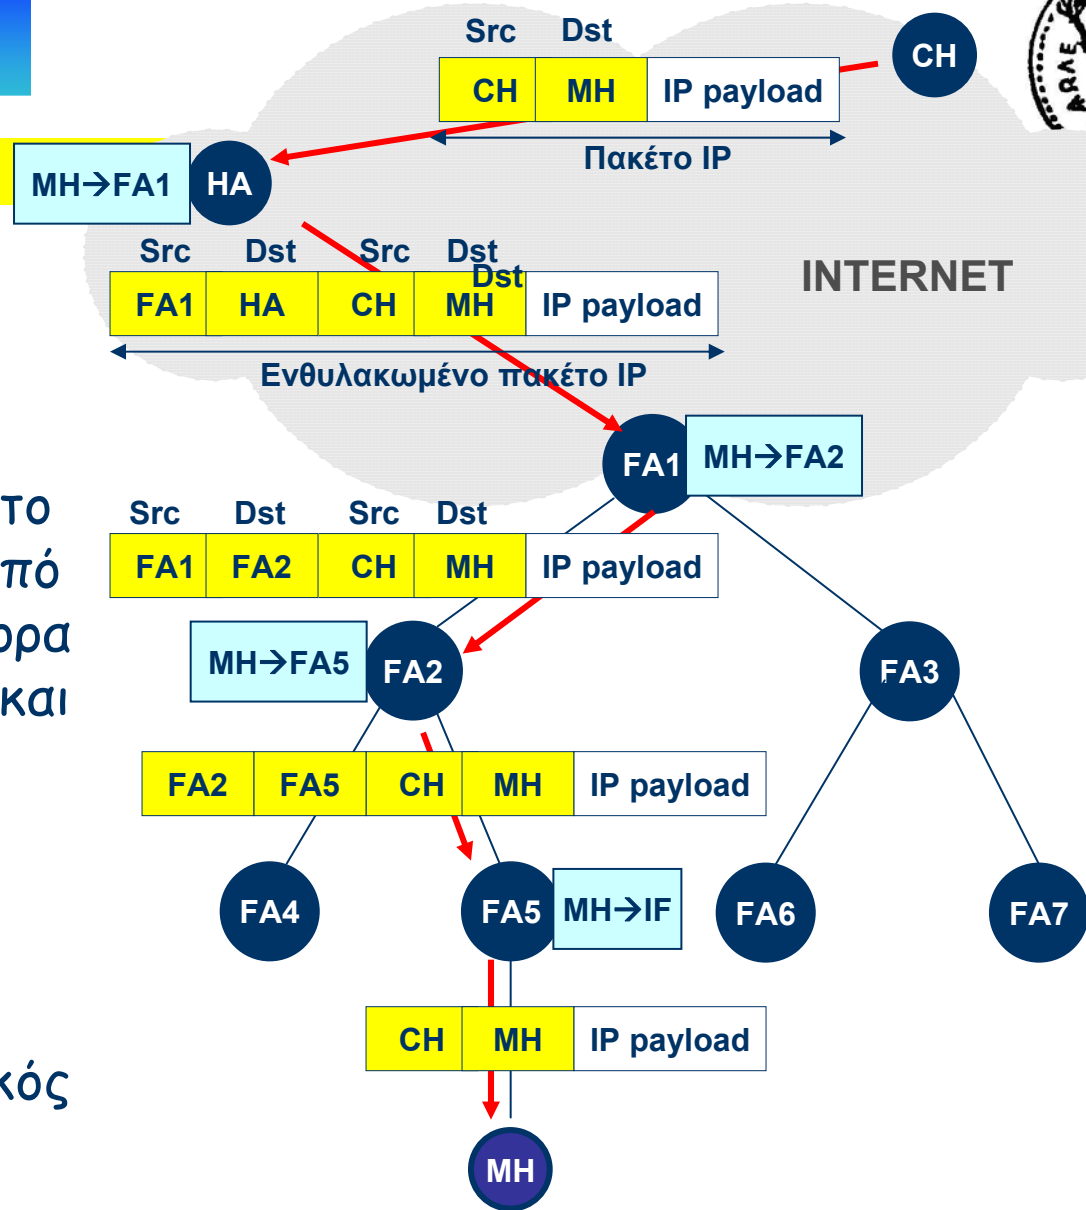 Src Dst
CH
CH MH IP payload
Πακέτο IP
MH→FA1 HA
Src Dst Src Dst
Dst
INTERNET
FA1 HA CH MH IP payload
Ενθυλακωμένο πακέτο IP
FA1 MH→FA2
το
Src Dst Src Dst
πό
FA1 FA2 CH MH IP payload
ρρα
MH→FA5 FA2 FA3
και
FA2 FA5 CH MH IP payload
FA4 FA5 MH→IF FA6 FA7
CH MH IP payload
κός
MH